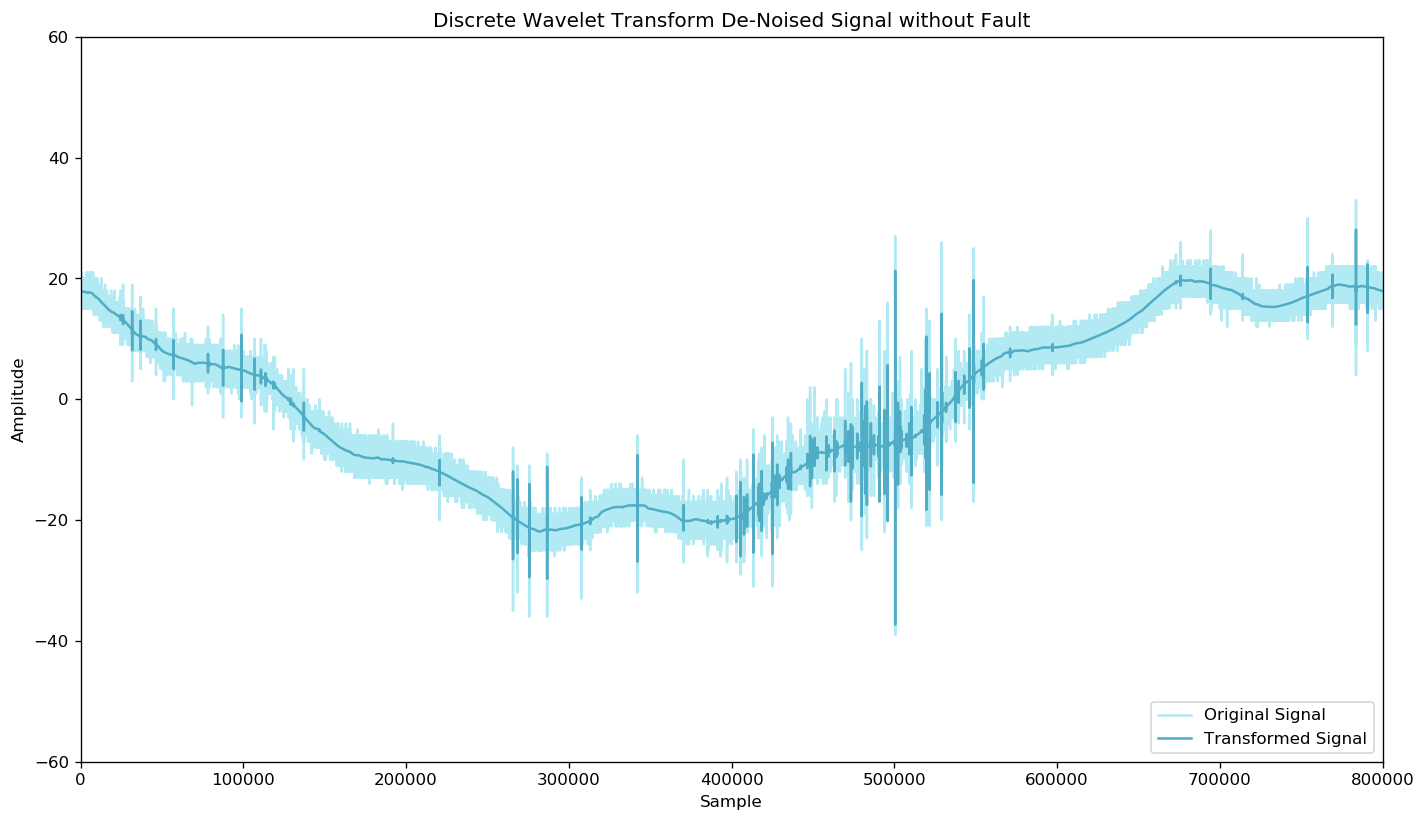 Discrete Wavelet Transform De-Noised Signal without Fault
60
40
20
0
−20
−40
−60
Amplitude
0 100000 200000 300000 400000 500000 600000 700000 800000
Sample
Original Signal
Transformed Signal